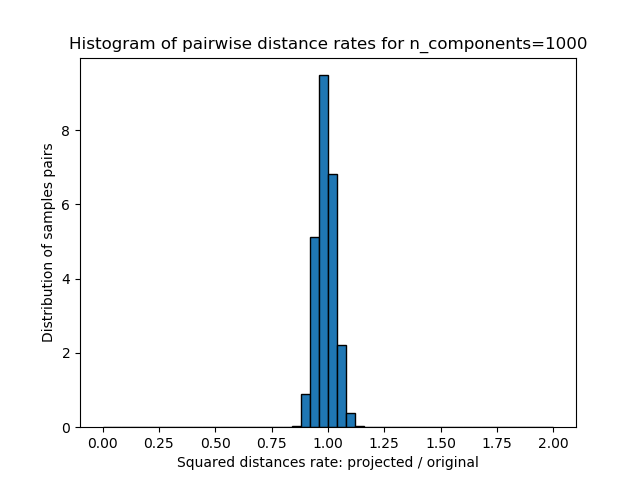 Histogram of pairwise distance rates for n_components=1000
Distribution of samples pairs
8
6
4
2
0
0.00 0.25 0.50 0.75 1.00 1.25 1.50 1.75 2.00
Squared distances rate: projected / original